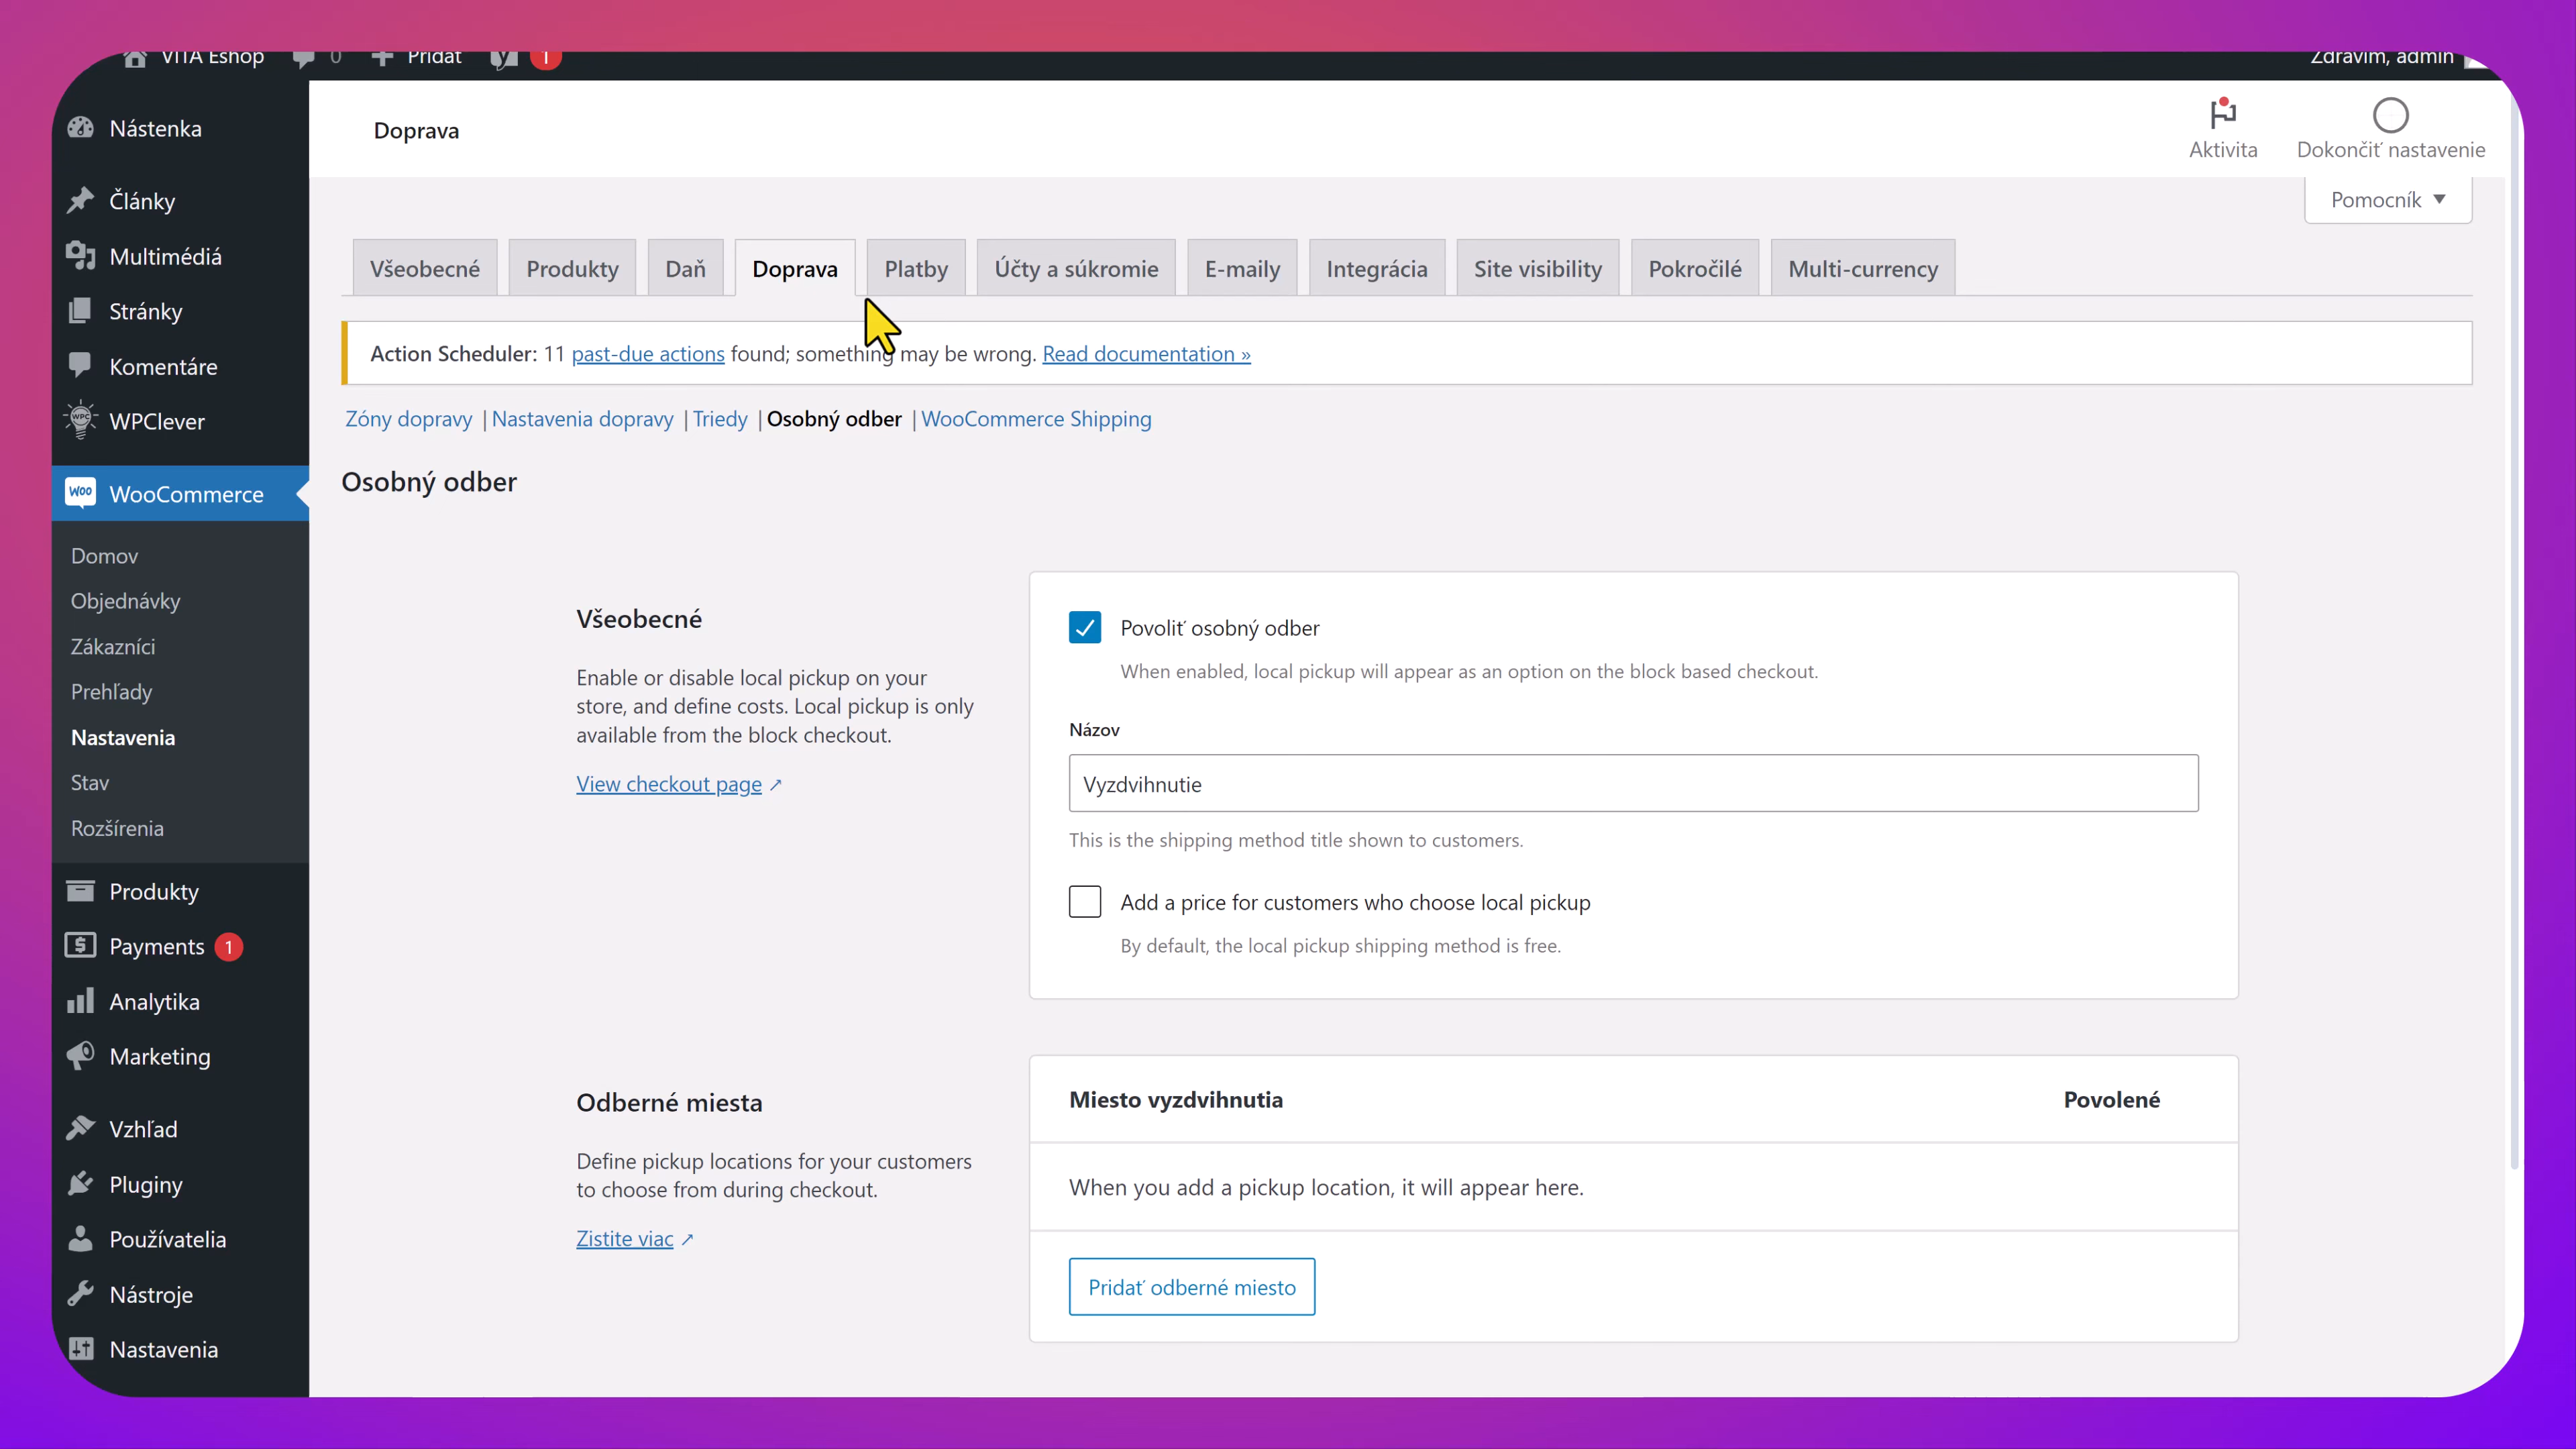 VITA Eshop 0 Pridať 1
Zdravím, admin
Nástenka
Články
Multimédiá
Stránky
Komentáre
WPClever
WooCommerce
Domov
Objednávky
Zákazníci
Prehľady
Nastavenia
Stav
Rozšírenia
Produkty
Payments 1
Analytika
Marketing
Vzhľad
Pluginy
Používatelia
Nástroje
Nastavenia
Doprava
Aktivita
Dokončiť nastavenie
Pomocník
Všeobecné Produkty Daň Doprava Platby Účty a súkromie E-maily Integrácia Site visibility Pokročilé Multi-currency
Action Scheduler: 11 past-due actions found; something may be wrong. Read documentation »
Zóny dopravy | Nastavenia dopravy | Triedy | Osobný odber | WooCommerce Shipping
Osobný odber
Všeobecné
Enable or disable local pickup on your
store, and define costs. Local pickup is only
available from the block checkout.
View checkout page ↗
Povoliť osobný odber
When enabled, local pickup will appear as an option on the block based checkout.
Názov
Vyzdvihnutie
This is the shipping method title shown to customers.
Add a price for customers who choose local pickup
By default, the local pickup shipping method is free.
Odberné miesta
Define pickup locations for your customers
to choose from during checkout.
Zistite viac ↗
Miesto vyzdvihnutia Povolené
When you add a pickup location, it will appear here.
Pridať odberné miesto